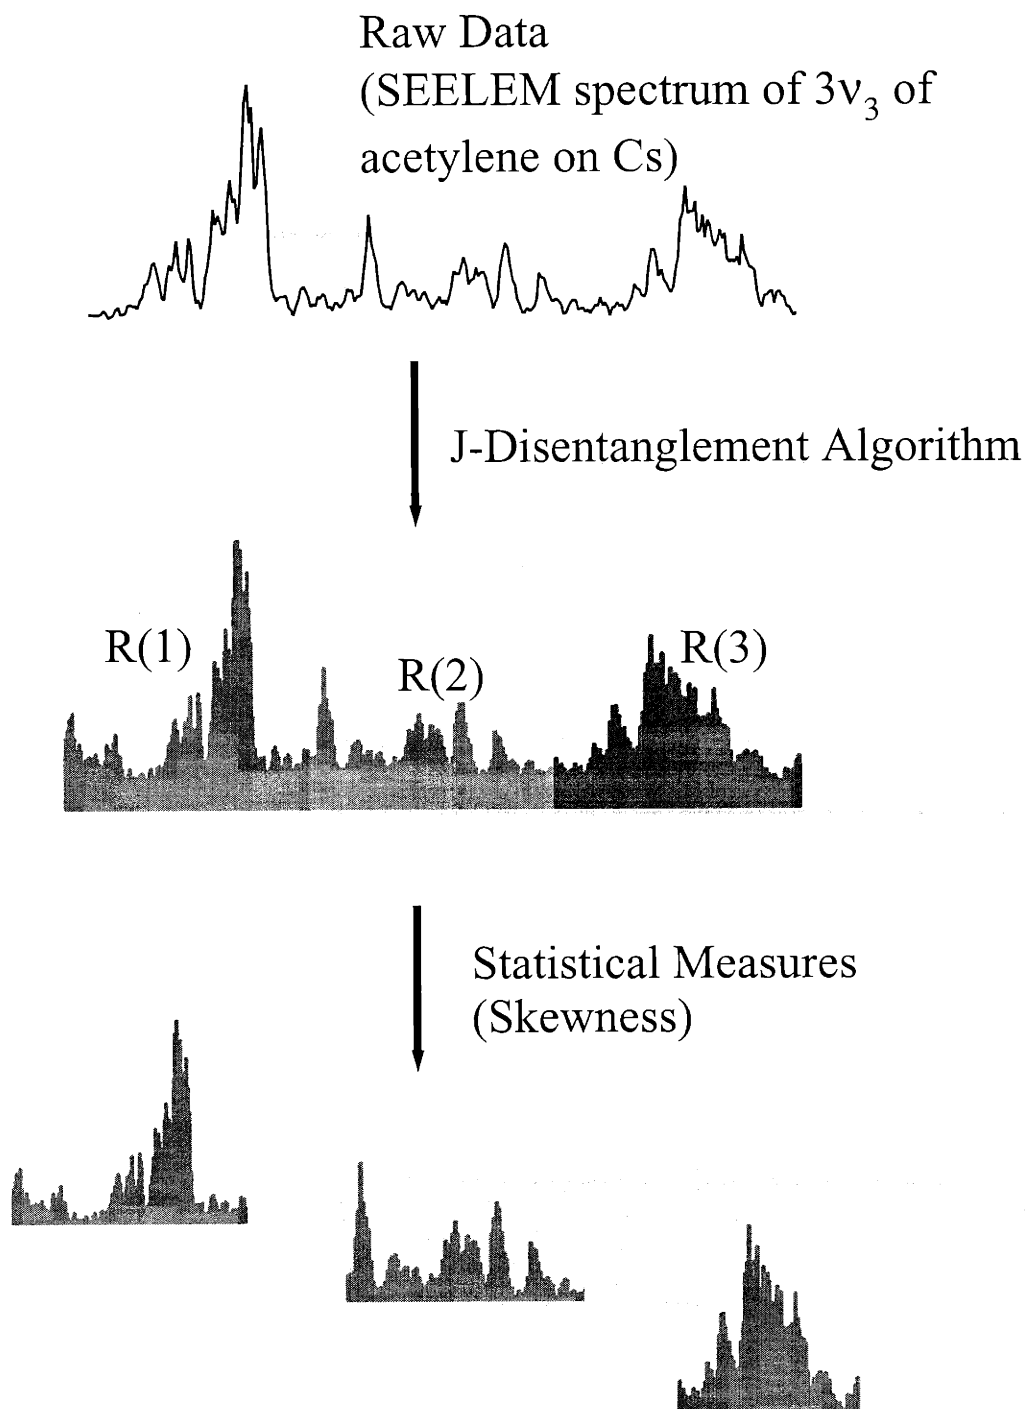 Raw Data
(SEELEM spectrum of 3ν₃ of
acetylene on Cs)
J-Disentanglement Algorithm
R(1)
R(2)
R(3)
Statistical Measures
(Skewness)